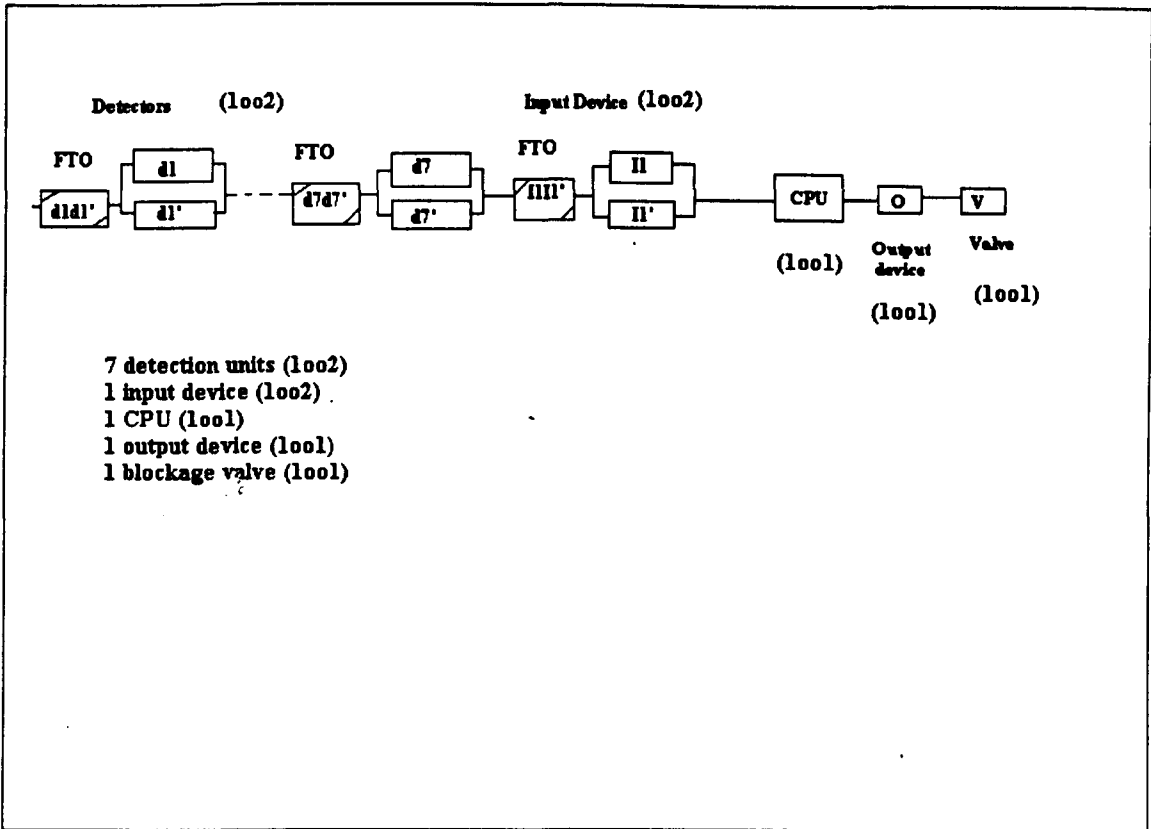 Detectors (1oo2) Input Device (1oo2)
FTO FTO FTO
d1 d7 I1
d1d1' d7d7' I1I1' CPU O V
d1' d7' I1'
Output device Valve
(1oo1) (1oo1) (1oo1)
7 detection units (1oo2)
1 input device (1oo2)
1 CPU (1oo1)
1 output device (1oo1)
1 blockage valve (1oo1)